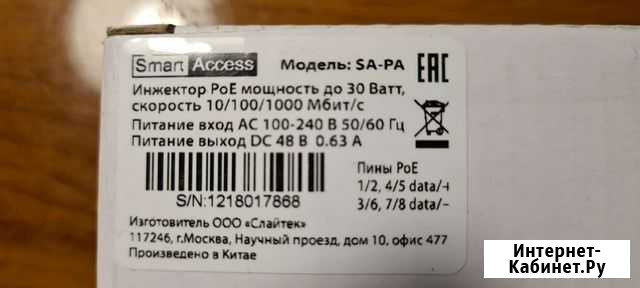 Smart Access Модель: SA-PA EAC
Инжектор PoE мощность до 30 Ватт,
скорость 10/100/1000 Мбит/с
Питание вход AC 100-240 В 50/60 Гц
Питание выход DC 48 В 0.63 А
Пины PoE
1/2, 4/5 data/+
3/6, 7/8 data/-
S/N:1218017868
Изготовитель ООО «Слайтек»
117246, г.Москва, Научный проезд, дом 10, офис 477
Произведено в Китае
Интернет-
Кабинет.Ру